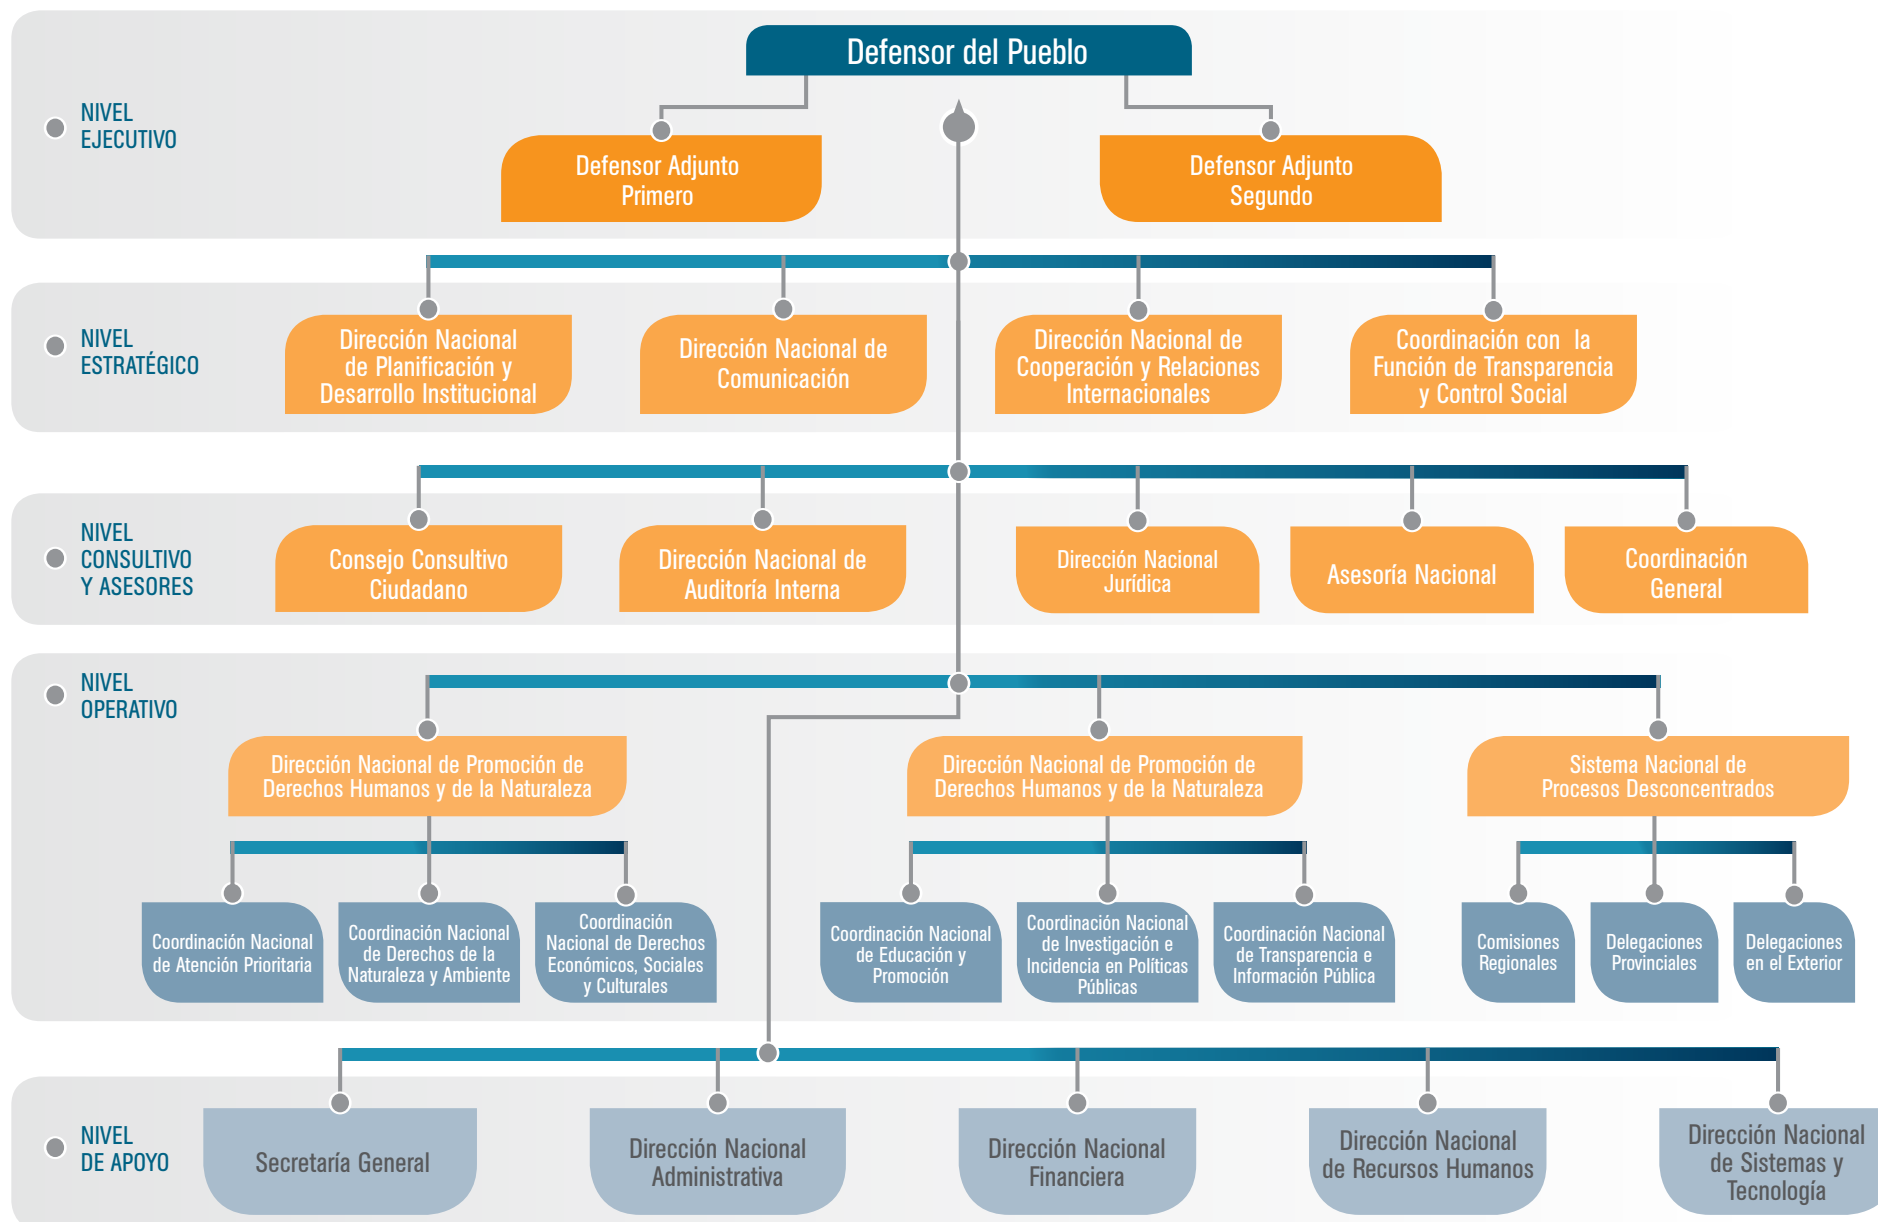 Defensor del Pueblo
NIVEL
EJECUTIVO
Defensor Adjunto
Primero
Defensor Adjunto
Segundo
NIVEL
ESTRATÉGICO
Dirección Nacional
de Planificación y
Desarrollo Institucional
Dirección Nacional de
Comunicación
Dirección Nacional de
Cooperación y Relaciones
Internacionales
Coordinación con la
Función de Transparencia
y Control Social
NIVEL
CONSULTIVO
Y ASESORES
Consejo Consultivo
Ciudadano
Dirección Nacional de
Auditoría Interna
Dirección Nacional
Jurídica
Asesoría Nacional
Coordinación
General
NIVEL
OPERATIVO
Dirección Nacional de Promoción de
Derechos Humanos y de la Naturaleza
Dirección Nacional de Promoción de
Derechos Humanos y de la Naturaleza
Sistema Nacional de
Procesos Desconcentrados
Coordinación Nacional
de Atención Prioritaria
Coordinación Nacional
de Derechos de la
Naturaleza y Ambiente
Coordinación
Nacional de Derechos
Económicos, Sociales
y Culturales
Coordinación Nacional
de Educación y
Promoción
Coordinación Nacional
de Investigación e
Incidencia en Políticas
Públicas
Coordinación Nacional
de Transparencia e
Información Pública
Comisiones
Regionales
Delegaciones
Provinciales
Delegaciones
en el Exterior
NIVEL
DE APOYO
Secretaría General
Dirección Nacional
Administrativa
Dirección Nacional
Financiera
Dirección Nacional
de Recursos Humanos
Dirección Nacional
de Sistemas y
Tecnología